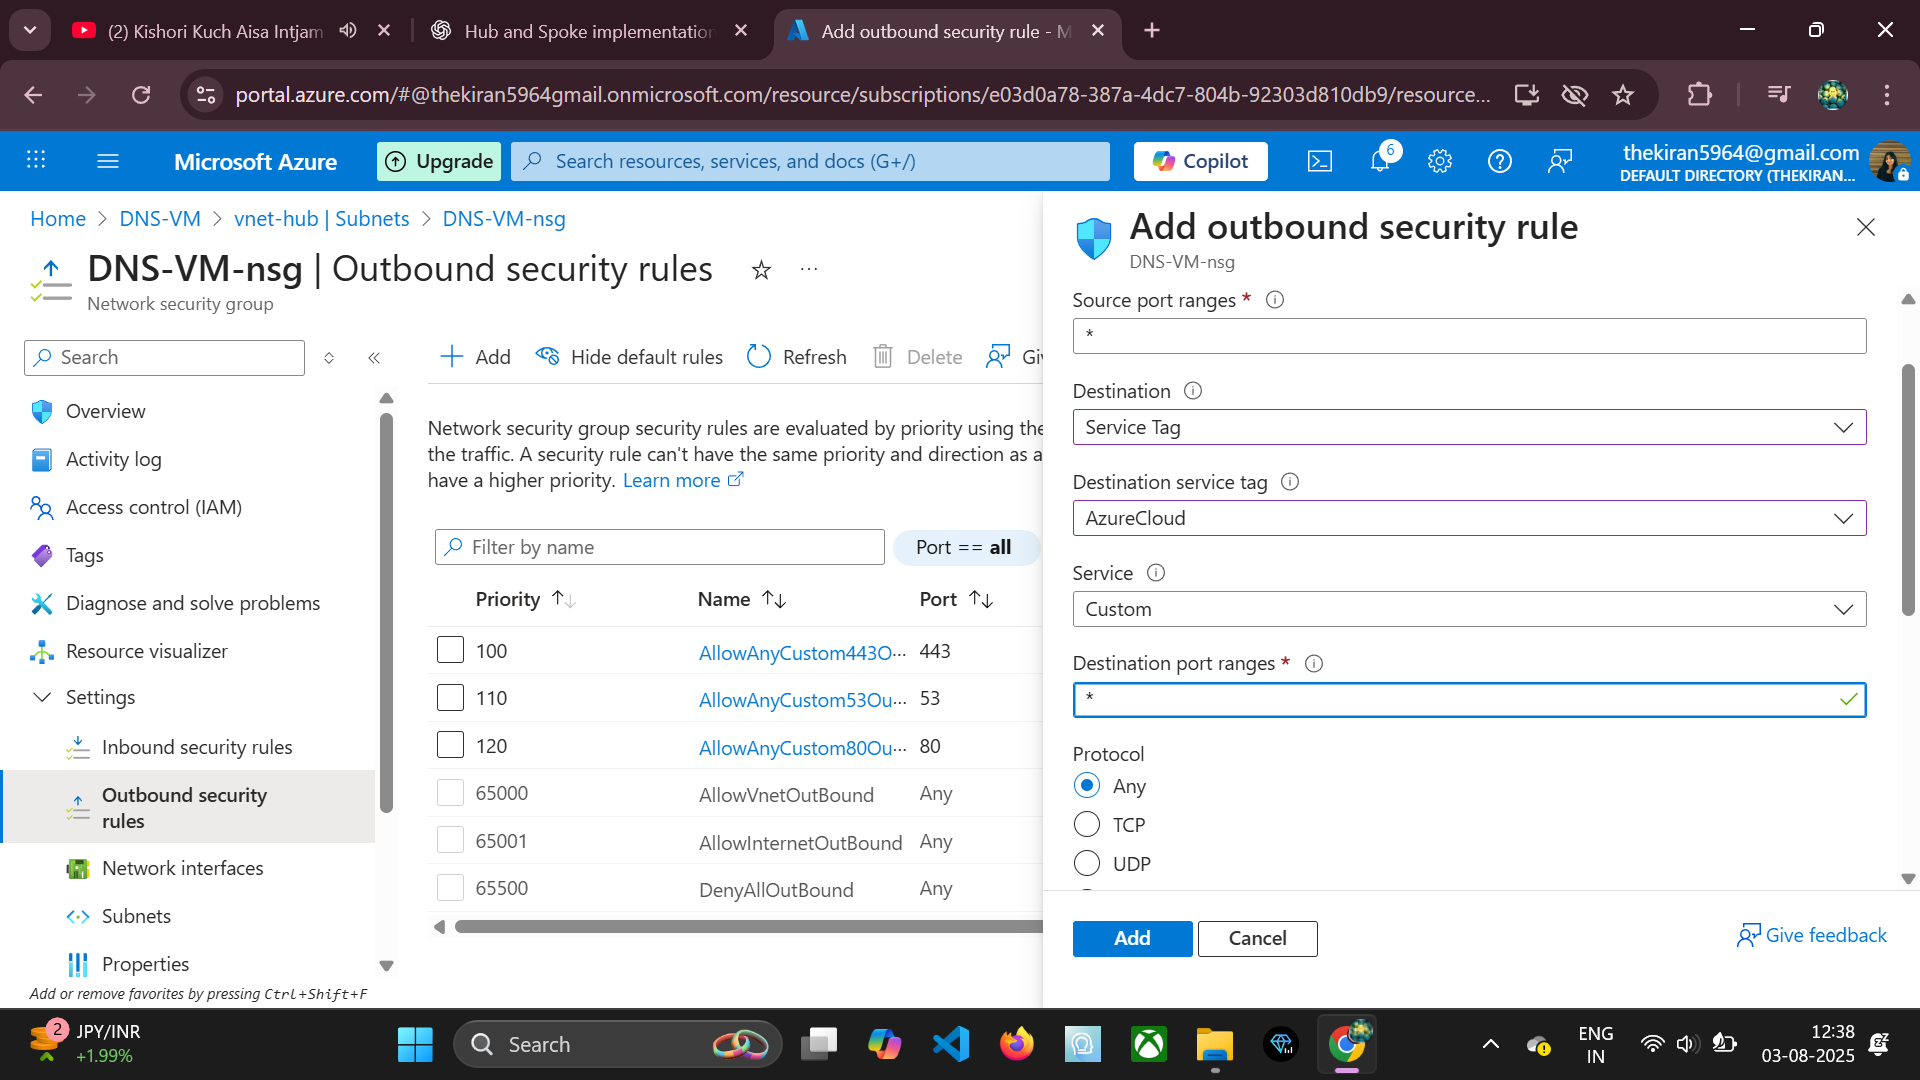 (2) Kishori Kuch Aisa Intjam
Hub and Spoke implementation
Add outbound security rule - M
portal.azure.com/#@thekiran5964gmail.onmicrosoft.com/resource/subscriptions/e03d0a78-387a-4dc7-804b-92303d810db9/resource...
Microsoft Azure
Upgrade
Search resources, services, and docs (G+/)
Copilot
6
thekiran5964@gmail.com
DEFAULT DIRECTORY (THEKIRAN...
Home > DNS-VM > vnet-hub | Subnets > DNS-VM-nsg
DNS-VM-nsg | Outbound security rules
Network security group
Search
Overview
Activity log
Access control (IAM)
Tags
Diagnose and solve problems
Resource visualizer
Settings
Inbound security rules
Outbound security
rules
Network interfaces
Subnets
Properties
Add or remove favorites by pressing Ctrl+Shift+F
Add
Hide default rules
Refresh
Delete
Network security group security rules are evaluated by priority using the
the traffic. A security rule can't have the same priority and direction as a
have a higher priority. Learn more
Filter by name
Port == all
Priority Name Port
100 AllowAnyCustom443O... 443
110 AllowAnyCustom53Ou... 53
120 AllowAnyCustom80Ou... 80
65000 AllowVnetOutBound Any
65001 AllowInternetOutBound Any
65500 DenyAllOutBound Any
Add outbound security rule
DNS-VM-nsg
Source port ranges *
*
Destination
Service Tag
Destination service tag
AzureCloud
Service
Custom
Destination port ranges *
*
Protocol
Any
TCP
UDP
Add
Cancel
Give feedback
2
JPY/INR
+1.99%
Search
ENG
IN
12:38
03-08-2025